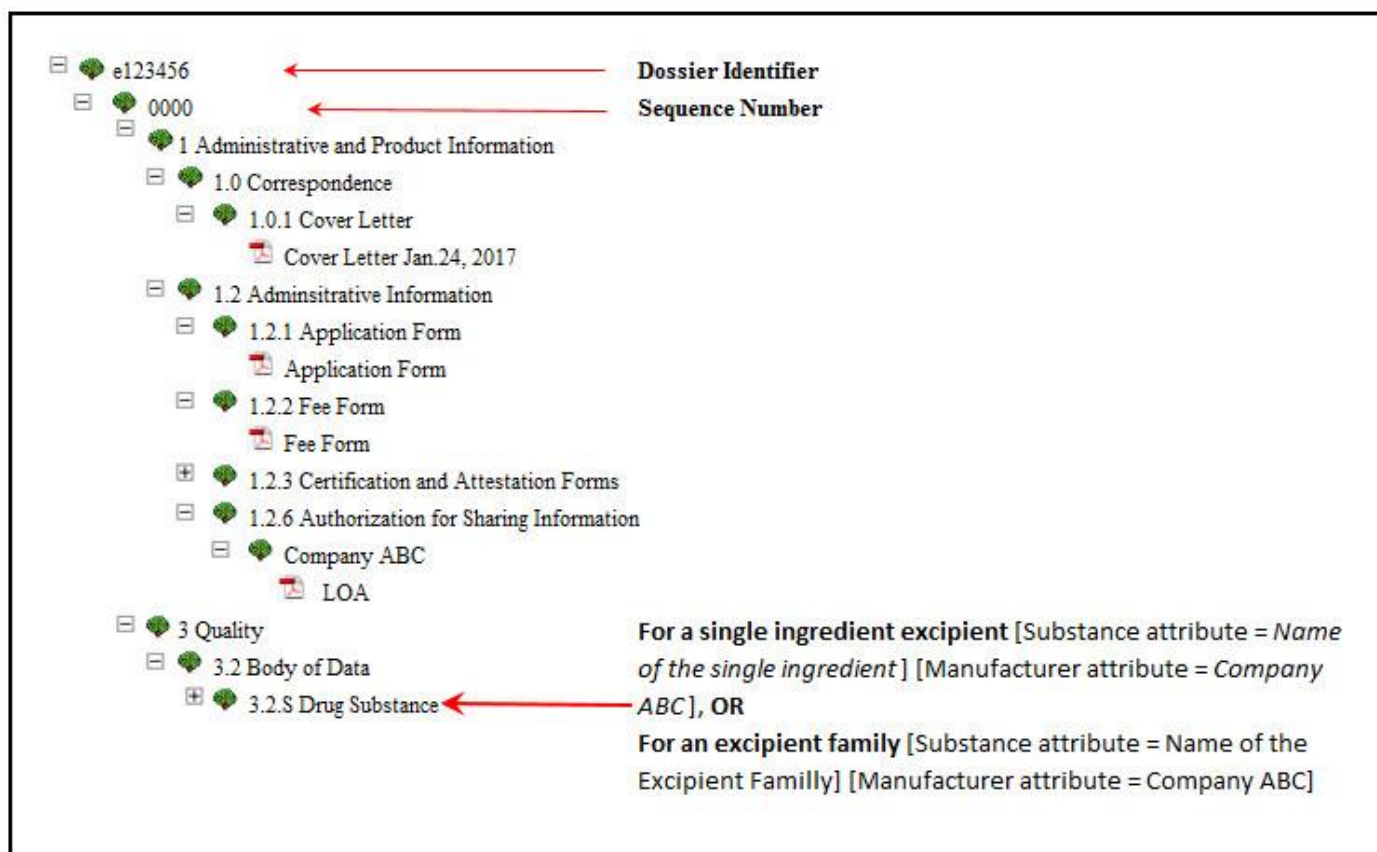 e123456
Dossier Identifier
0000
Sequence Number
1 Administrative and Product Information
1.0 Correspondence
1.0.1 Cover Letter
Cover Letter Jan.24, 2017
1.2 Adminsitrative Information
1.2.1 Application Form
Application Form
1.2.2 Fee Form
Fee Form
1.2.3 Certification and Attestation Forms
1.2.6 Authorization for Sharing Information
Company ABC
LOA
3 Quality
3.2 Body of Data
3.2.S Drug Substance
For a single ingredient excipient [Substance attribute = Name
of the single ingredient] [Manufacturer attribute = Company
ABC], OR
For an excipient family [Substance attribute = Name of the
Excipient Familly] [Manufacturer attribute = Company ABC]